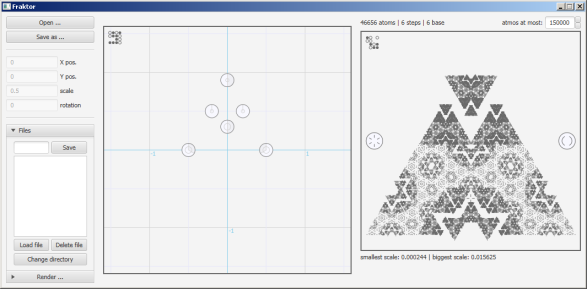 Fraktor
Open ...
Save as ...
0 X pos.
0 Y pos.
0.5 scale
0 rotation
Files
Save
Load file Delete file
Change directory
Render ...
-1 1
-1
46656 atoms | 6 steps | 6 base atmos at most: 150000
smallest scale: 0.000244 | biggest scale: 0.015625